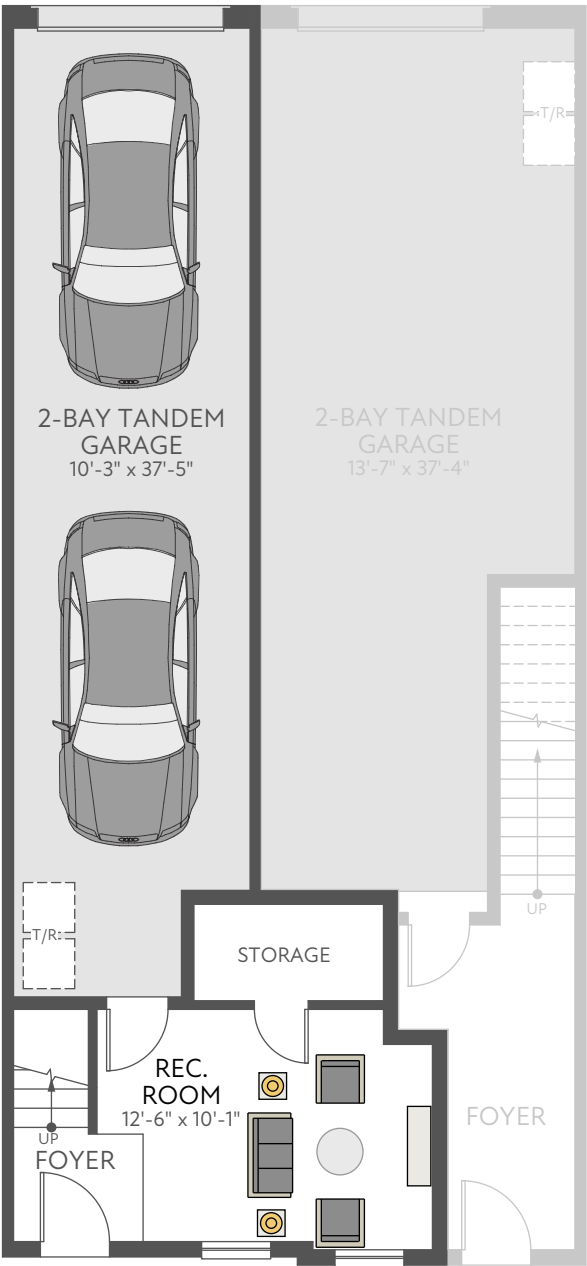 T/R
2-BAY TANDEM
GARAGE
10'-3" x 37'-5"
2-BAY TANDEM
GARAGE
13'-7" x 37'-4"
UP
T/R
STORAGE
REC.
ROOM
12'-6" x 10'-1"
UP
FOYER
FOYER